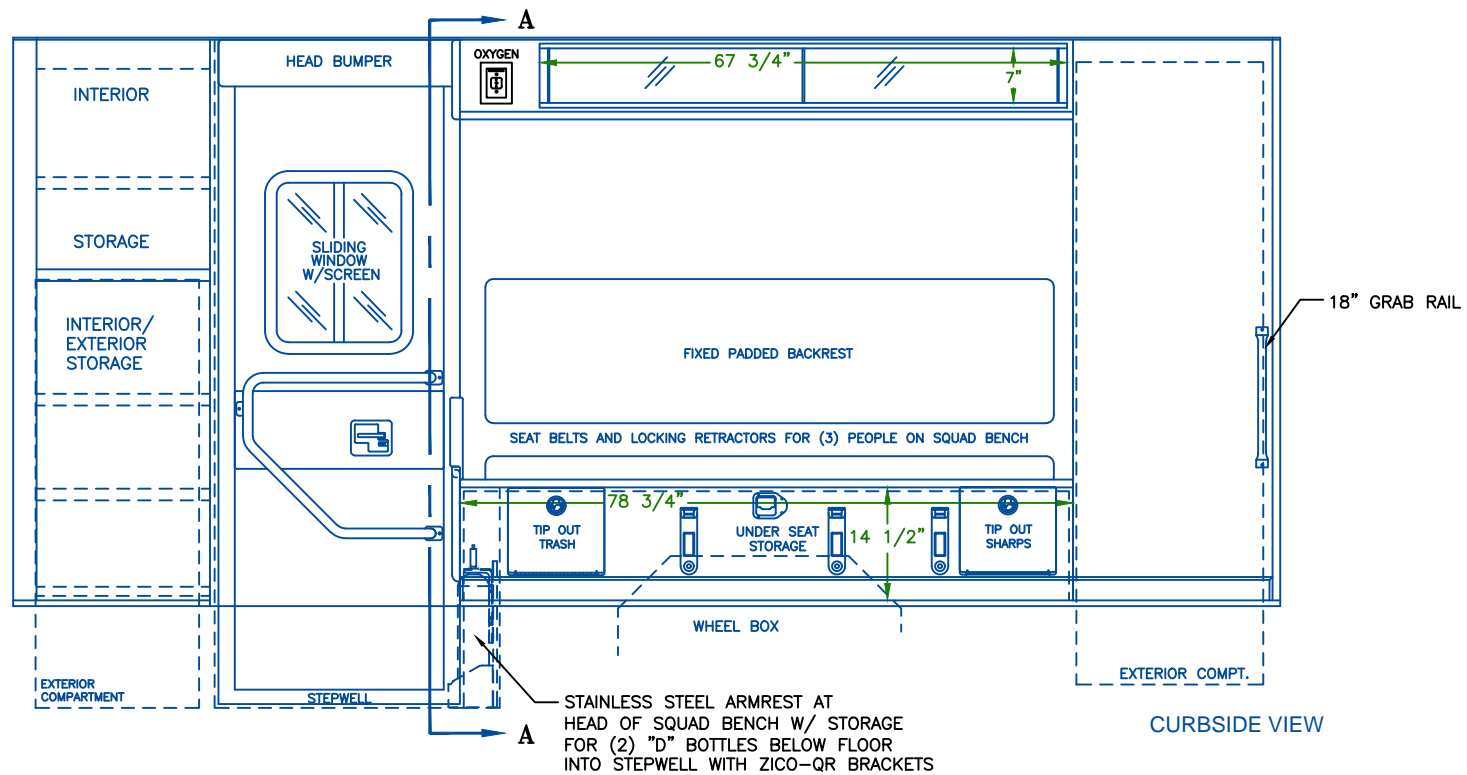 A
HEAD BUMPER
OXYGEN
67 3/4"
7"
INTERIOR
STORAGE
SLIDING
WINDOW
W/SCREEN
18" GRAB RAIL
INTERIOR/
EXTERIOR
STORAGE
FIXED PADDED BACKREST
SEAT BELTS AND LOCKING RETRACTORS FOR (3) PEOPLE ON SQUAD BENCH
78 3/4"
TIP OUT
TRASH
UNDER SEAT
STORAGE
14 1/2"
TIP OUT
SHARPS
WHEEL BOX
EXTERIOR
COMPARTMENT
STEPWELL
EXTERIOR COMPT.
STAINLESS STEEL ARMREST AT
HEAD OF SQUAD BENCH W/ STORAGE
FOR (2) "D" BOTTLES BELOW FLOOR
INTO STEPWELL WITH ZICO-QR BRACKETS
A
CURBSIDE VIEW